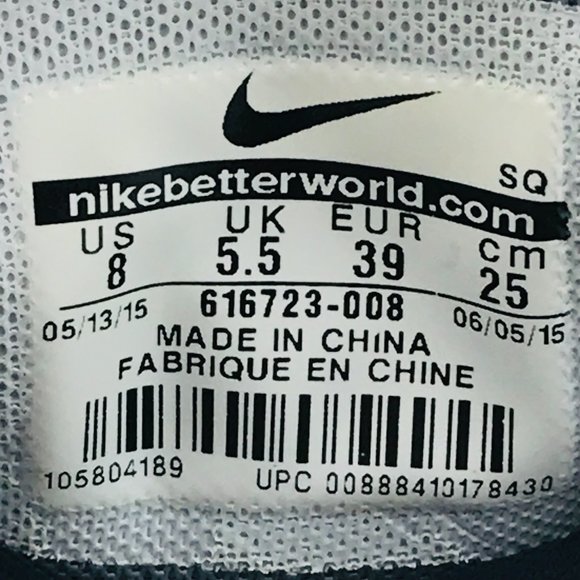 SQ
nikebetterworld.com
US UK EUR cm
8 5.5 39 25
05/13/15 616723-008 06/05/15
MADE IN CHINA
FABRIQUE EN CHINE
105804189 UPC 00888410178430